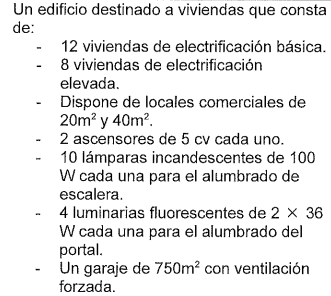 Un edificio destinado a viviendas que consta
de:
- 12 viviendas de electrificación básica.
- 8 viviendas de electrificación
elevada.
- Dispone de locales comerciales de
20m² y 40m².
- 2 ascensores de 5 cv cada uno.
- 10 lámparas incandescentes de 100
W cada una para el alumbrado de
escalera.
- 4 luminarias fluorescentes de 2 × 36
W cada una para el alumbrado del
portal.
- Un garaje de 750m² con ventilación
forzada.